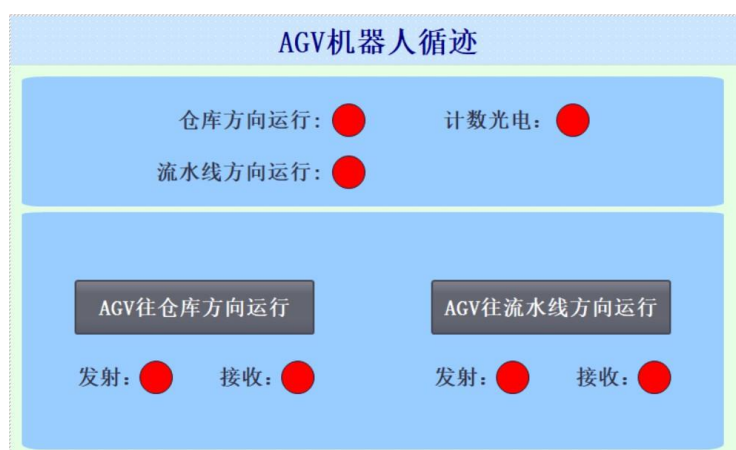 AGV机器人循迹
仓库方向运行: 计数光电:
流水线方向运行:
AGV往仓库方向运行 AGV往流水线方向运行
发射: 接收: 发射: 接收: